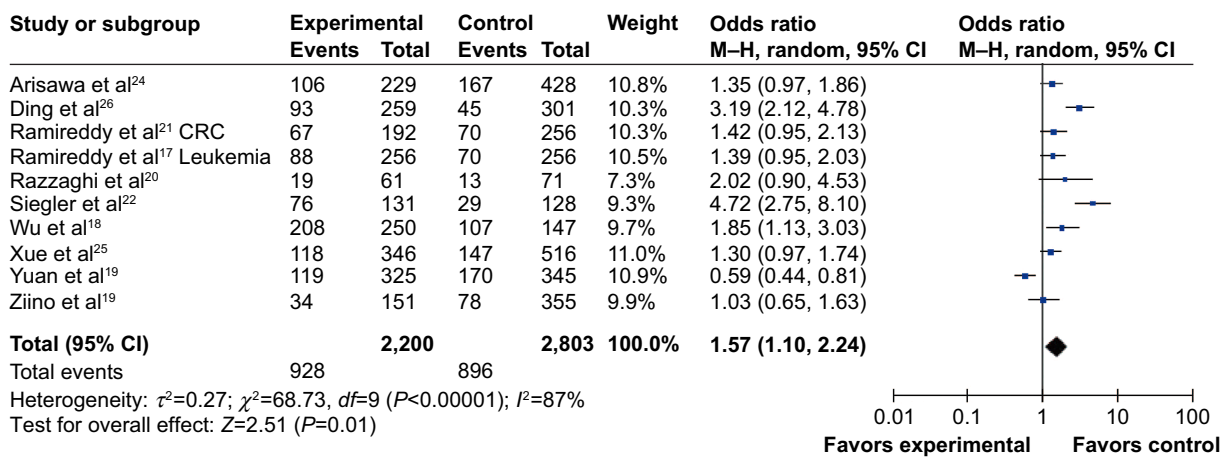 Study or subgroup Experimental Control Weight Odds ratio Odds ratio
Events Total Events Total M–H, random, 95% CI M–H, random, 95% CI
Arisawa et al24 106 229 167 428 10.8% 1.35 (0.97, 1.86)
Ding et al26 93 259 45 301 10.3% 3.19 (2.12, 4.78)
Ramireddy et al21 CRC 67 192 70 256 10.3% 1.42 (0.95, 2.13)
Ramireddy et al17 Leukemia 88 256 70 256 10.5% 1.39 (0.95, 2.03)
Razzaghi et al20 19 61 13 71 7.3% 2.02 (0.90, 4.53)
Siegler et al22 76 131 29 128 9.3% 4.72 (2.75, 8.10)
Wu et al18 208 250 107 147 9.7% 1.85 (1.13, 3.03)
Xue et al25 118 346 147 516 11.0% 1.30 (0.97, 1.74)
Yuan et al19 119 325 170 345 10.9% 0.59 (0.44, 0.81)
Ziino et al19 34 151 78 355 9.9% 1.03 (0.65, 1.63)
Total (95% CI) 2,200 2,803 100.0% 1.57 (1.10, 2.24)
Total events 928 896
Heterogeneity: τ2=0.27; χ2=68.73, df=9 (P<0.00001); I2=87%
Test for overall effect: Z=2.51 (P=0.01)
0.01 0.1 1 10 100
Favors experimental Favors control